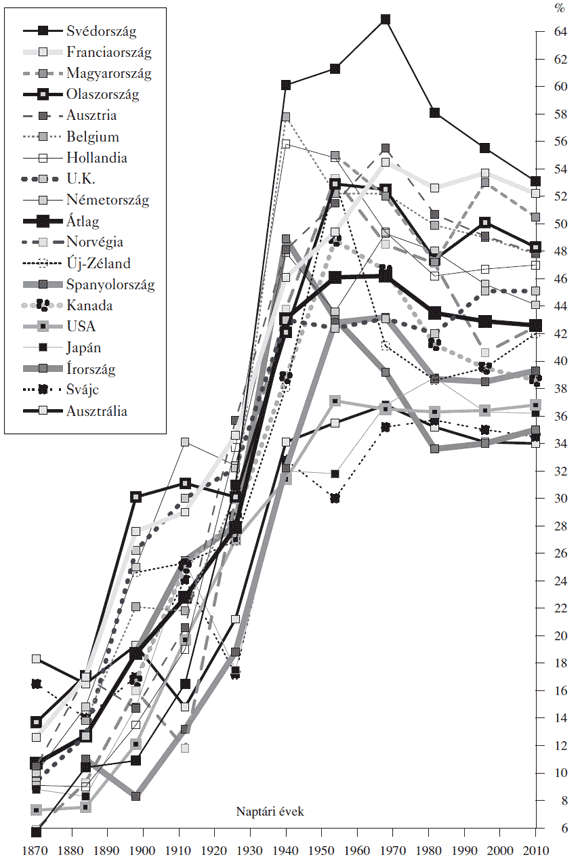 %
Svédország
Franciaország
Magyarország
Olaszország
Ausztria
Belgium
Hollandia
U.K.
Németország
Átlag
Norvégia
Új-Zéland
Spanyolország
Kanada
USA
Japán
Írország
Svájc
Ausztrália
64
62
60
58
56
54
52
50
48
46
44
42
40
38
36
34
32
30
28
26
24
22
20
18
16
14
12
10
8
6
Naptári évek
1870 1880 1890 1900 1910 1920 1930 1940 1950 1960 1970 1980 1990 2000 2010